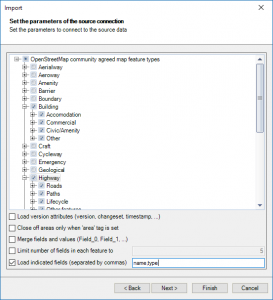 Import
Set the parameters of the source connection
Set the parameters to connect to the source data
OpenStreetMap community agreed map feature types
Aerialway
Aeroway
Amenity
Barrier
Boundary
Building
Accomodation
Commercial
Civic/Amenity
Other
Craft
Cycleway
Emergency
Geological
Highway
Roads
Paths
Lifecycle
Other features
Load version attributes (version, changeset, timestamp, ...)
Close off areas only when 'area' tag is set
Merge fields and values (Field_0, Field_1, ...)
Limit number of fields in each feature to 5
Load indicated fields (separated by commas) name,type
< Back Next > Finish Cancel